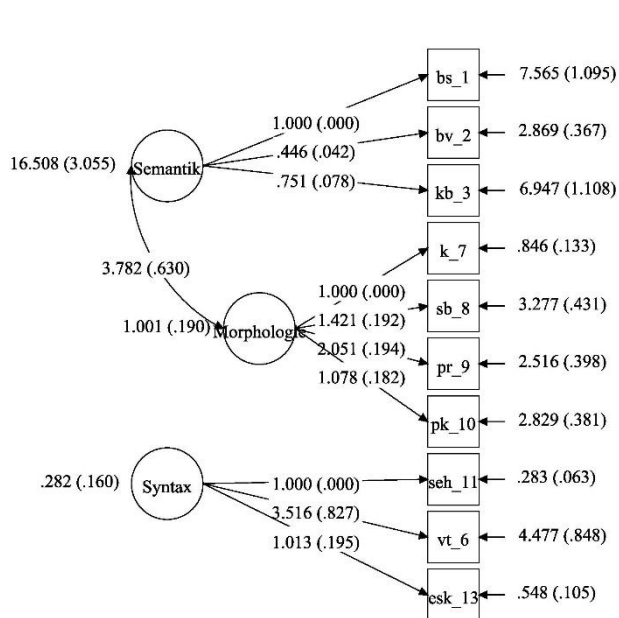 bs_1 7.565 (1.095)
1.000 (.000)
bv_2 2.869 (.367)
.446 (.042)
16.508 (3.055) Semantik
.751 (.078)
kb_3 6.947 (1.108)
k_7 .846 (.133)
3.782 (.630)
1.000 (.000)
sb_8 3.277 (.431)
1.421 (.192)
1.001 (.190) Morphologie
2.051 (.194)
pr_9 2.516 (.398)
1.078 (.182)
pk_10 2.829 (.381)
.282 (.160) Syntax
1.000 (.000)
seh_11 .283 (.063)
3.516 (.827)
vt_6 4.477 (.848)
1.013 (.195)
esk_13 .548 (.105)